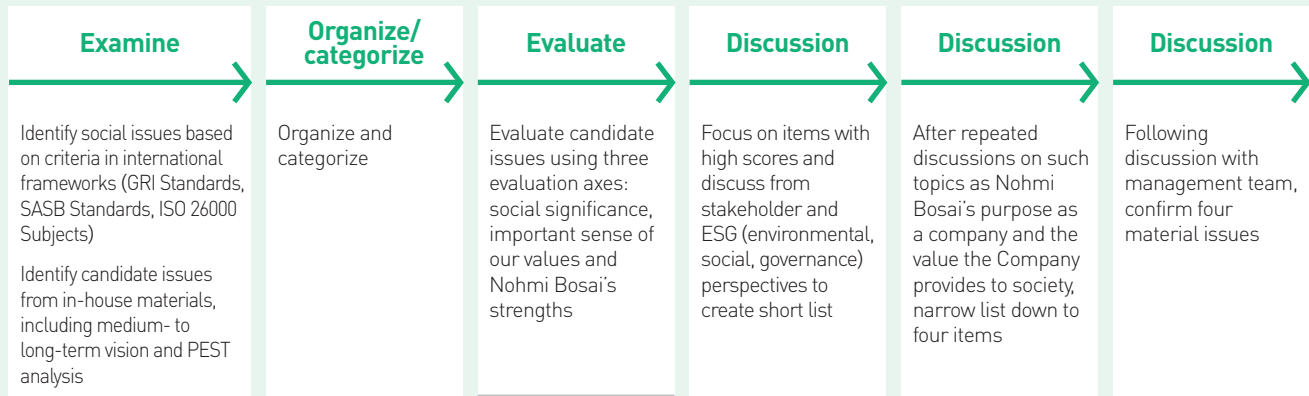 Examine
Identify social issues based
on criteria in international
frameworks (GRI Standards,
SASB Standards, ISO 26000
Subjects)
Identify candidate issues
from in-house materials,
including medium- to
long-term vision and PEST
analysis
Organize/
categorize
Organize and
categorize
Evaluate
Evaluate candidate
issues using three
evaluation axes:
social significance,
important sense of
our values and
Nohmi Bosai’s
strengths
Discussion
Focus on items with
high scores and
discuss from
stakeholder and
ESG (environmental,
social, governance)
perspectives to
create short list
Discussion
After repeated
discussions on such
topics as Nohmi
Bosai’s purpose as
a company and the
value the Company
provides to society,
narrow list down to
four items
Discussion
Following
discussion with
management team,
confirm four
material issues